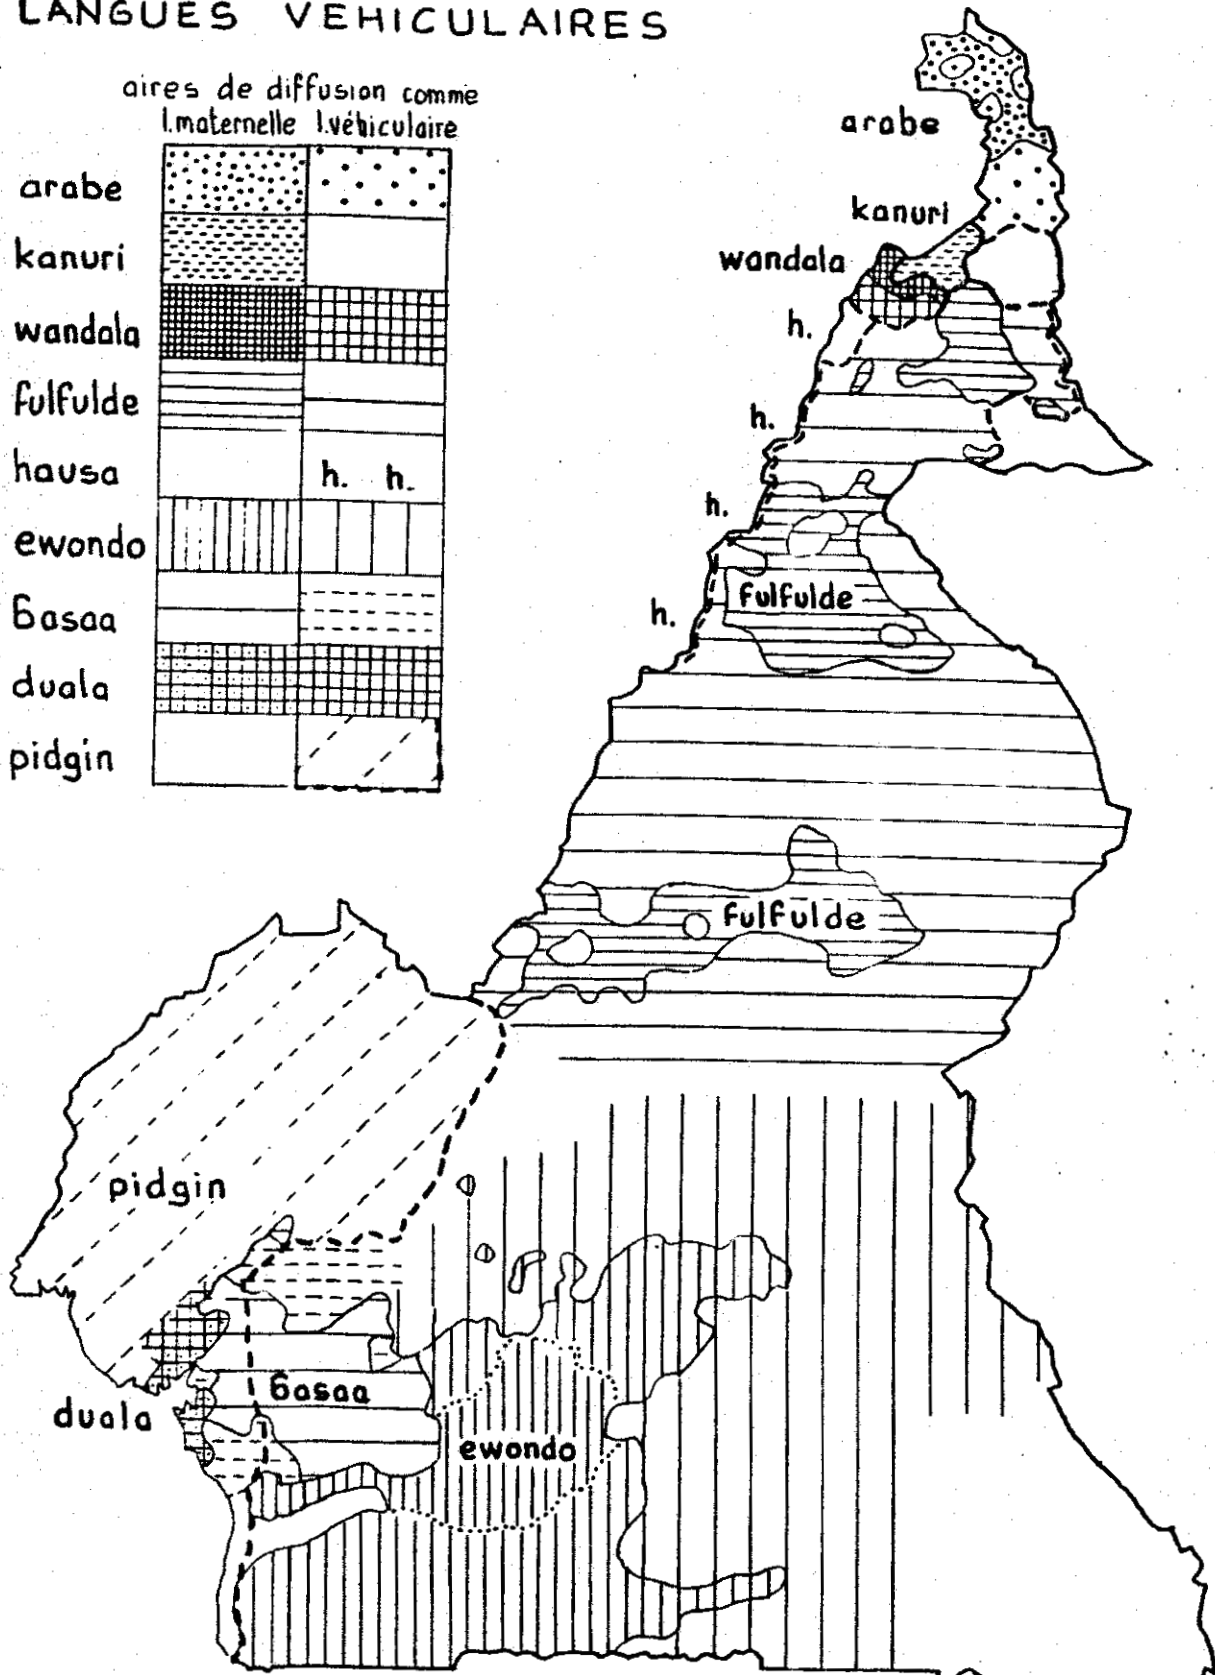 LANGUES VEHICULAIRES
aires de diffusion comme
l.maternelle l.véhiculaire
arabe
kanuri
wandala
fulfulde
hausa h. h.
ewondo
ɓasaa
duala
pidgin
arabe
kanuri
wandala
h.
h.
h.
h.
fulfulde
fulfulde
pidgin
ɓasaa
duala
ewondo